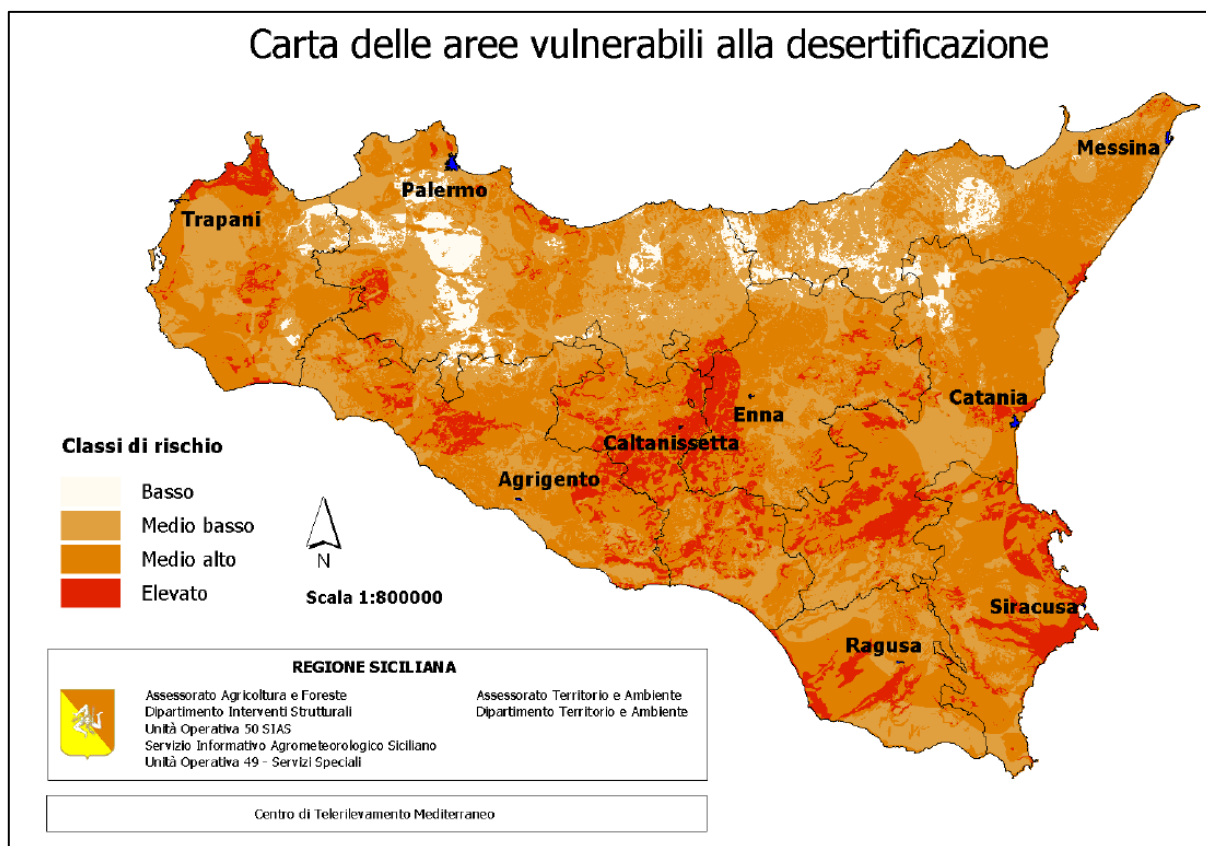 Carta delle aree vulnerabili alla desertificazione
Messina
Palermo
Trapani
Catania
Enna
Caltanissetta
Agrigento
Siracusa
Ragusa
Classi di rischio
Basso
Medio basso
Medio alto
Elevato
N
Scala 1:800000
REGIONE SICILIANA
Assessorato Agricoltura e Foreste
Dipartimento Interventi Strutturali
Unità Operativa 50 SIAS
Servizio Informativo Agrometeorologico Siciliano
Unità Operativa 49 - Servizi Speciali
Assessorato Territorio e Ambiente
Dipartimento Territorio e Ambiente
Centro di Telerilevamento Mediterraneo